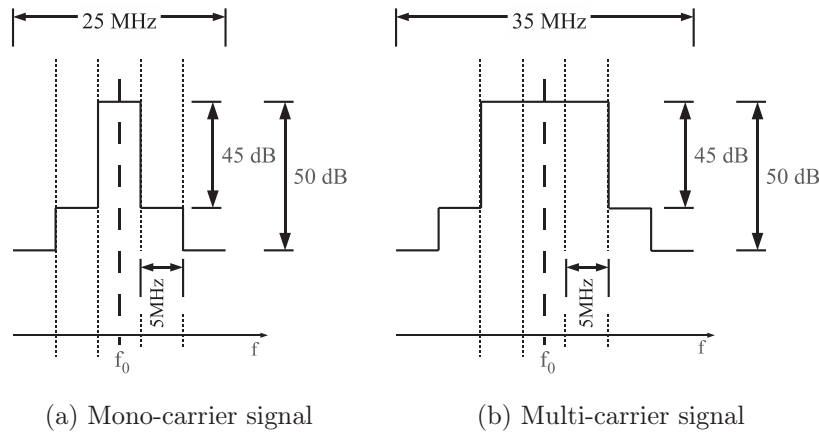 25 MHz
45 dB
50 dB
5MHz
f
f₀
(a) Mono-carrier signal
35 MHz
45 dB
50 dB
5MHz
f
f₀
(b) Multi-carrier signal